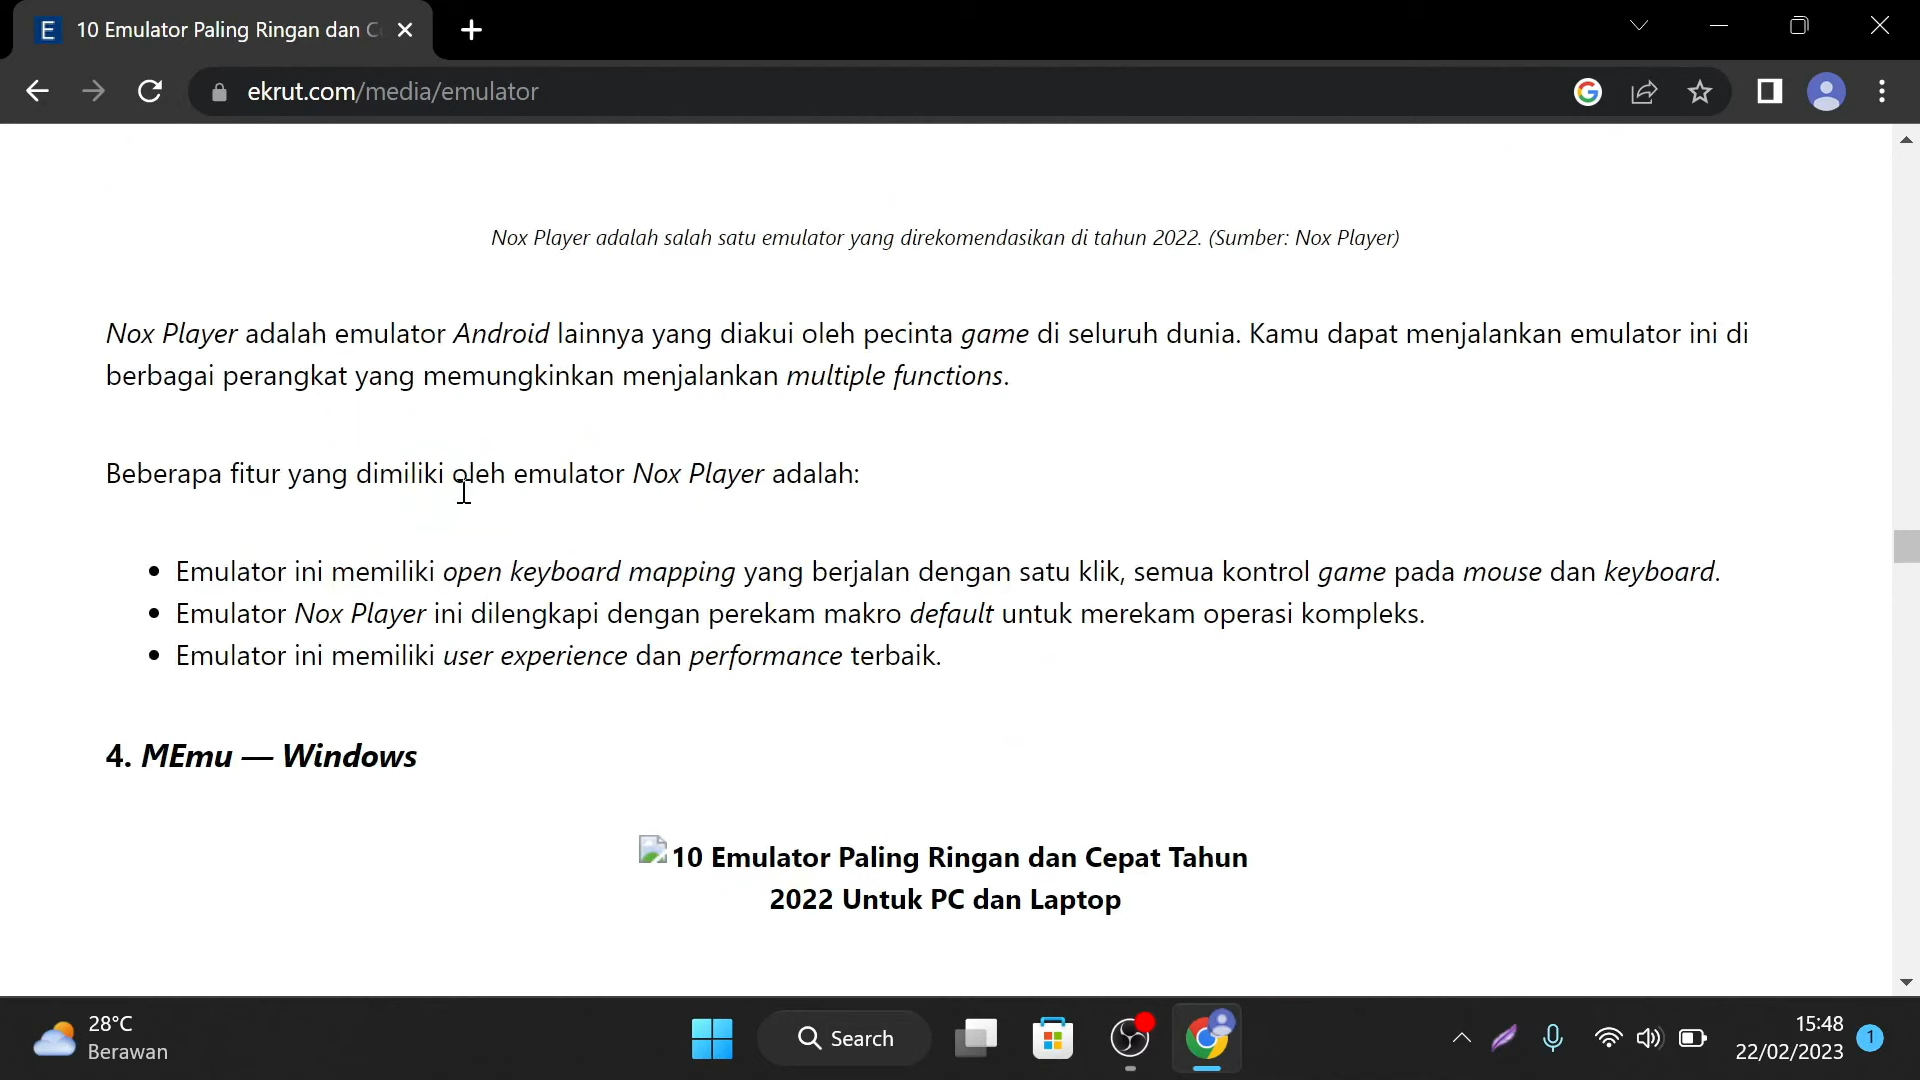 10 Emulator Paling Ringan dan C
ekrut.com/media/emulator
Nox Player adalah salah satu emulator yang direkomendasikan di tahun 2022. (Sumber: Nox Player)
Nox Player adalah emulator Android lainnya yang diakui oleh pecinta game di seluruh dunia. Kamu dapat menjalankan emulator ini di
berbagai perangkat yang memungkinkan menjalankan multiple functions.
Beberapa fitur yang dimiliki oleh emulator Nox Player adalah:
• Emulator ini memiliki open keyboard mapping yang berjalan dengan satu klik, semua kontrol game pada mouse dan keyboard.
• Emulator Nox Player ini dilengkapi dengan perekam makro default untuk merekam operasi kompleks.
• Emulator ini memiliki user experience dan performance terbaik.
4. MEmu — Windows
10 Emulator Paling Ringan dan Cepat Tahun
2022 Untuk PC dan Laptop
28°C
Berawan
Search
15:48
22/02/2023
1